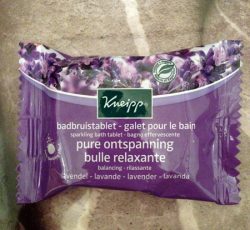 Kneipp
badbruistablet - galet pour le bain
sparkling bath tablet - bagno effervescente
pure ontspanning
bulle relaxante
balancing - rilassante
lavendel - lavande - lavender - lavanda